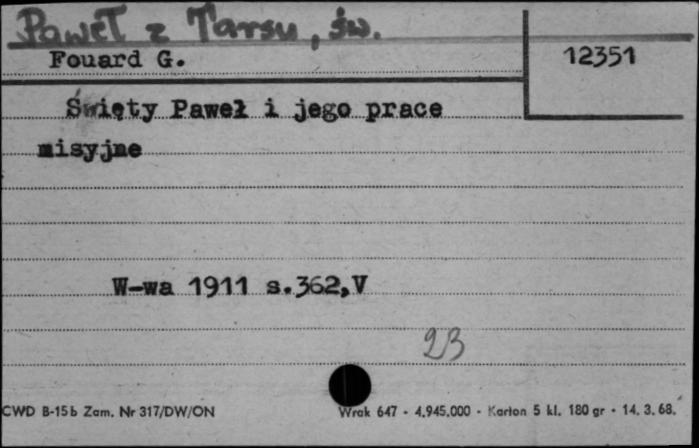 Paweł z Tarsu, św.
Fouard G.
12351
Święty Paweł i jego prace
misyjne
W-wa 1911 s.362,V
23
CWD B-15b Zam. Nr 317/DW/ON
Wrak 647 - 4.945.000 - Karton 5 kl. 180 gr - 14. 3. 68.